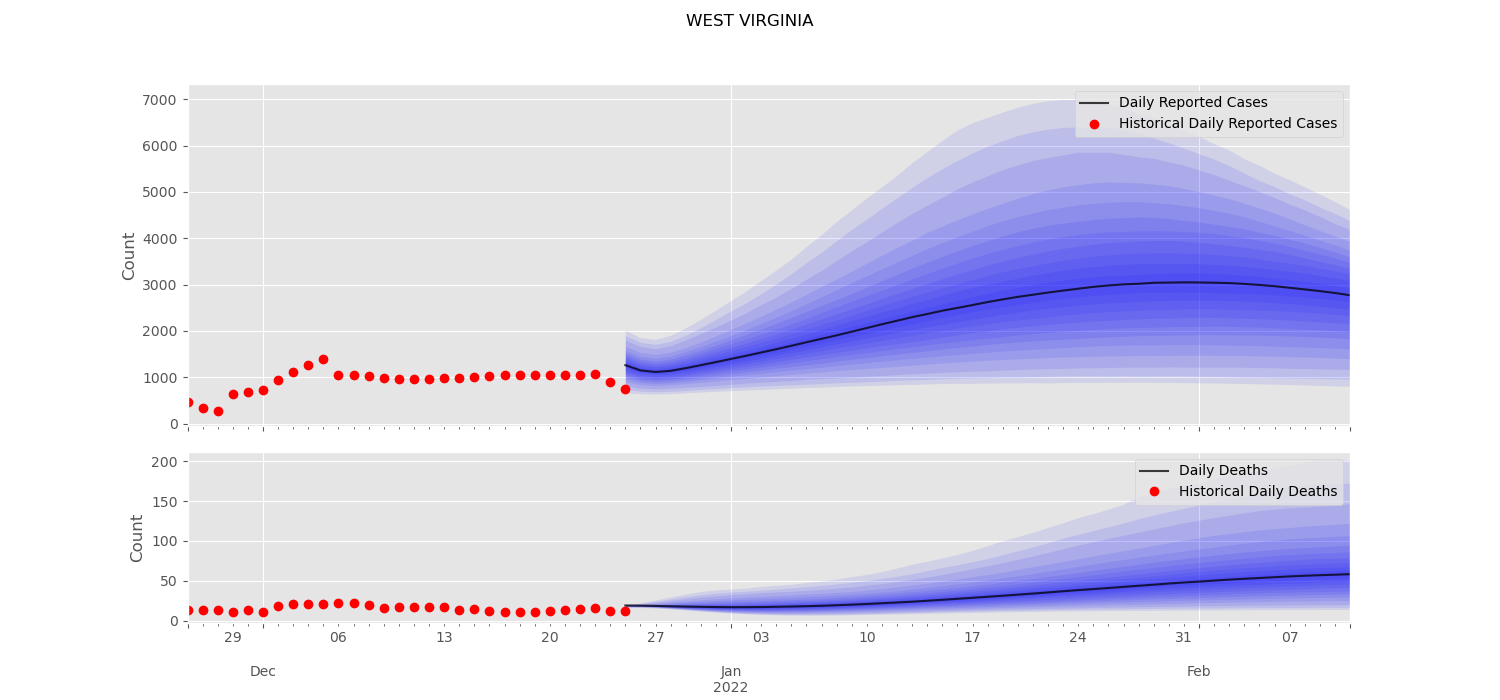 WEST VIRGINIA
7000
6000
5000
4000
3000
2000
1000
0
Count
Daily Reported Cases
Historical Daily Reported Cases
200
150
100
50
0
Count
Daily Deaths
Historical Daily Deaths
29 06 13 20 27 03 10 17 24 31 07
Dec Jan Feb
2022